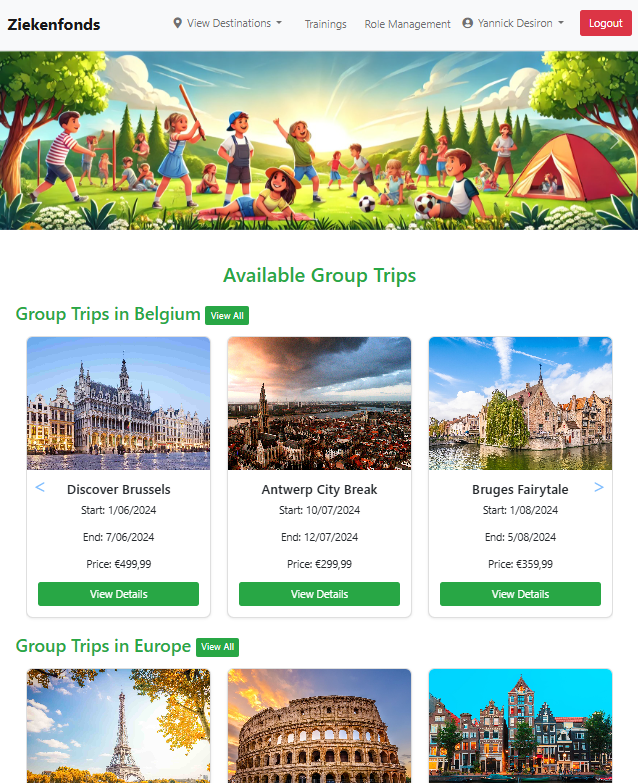 Ziekenfonds
View Destinations
Trainings
Role Management
Yannick Desiron
Logout
Available Group Trips
Group Trips in Belgium View All
<
Discover Brussels
Start: 1/06/2024
End: 7/06/2024
Price: €499,99
View Details
Antwerp City Break
Start: 10/07/2024
End: 12/07/2024
Price: €299,99
View Details
Bruges Fairytale
Start: 1/08/2024
End: 5/08/2024
Price: €359,99
View Details
>
Group Trips in Europe View All